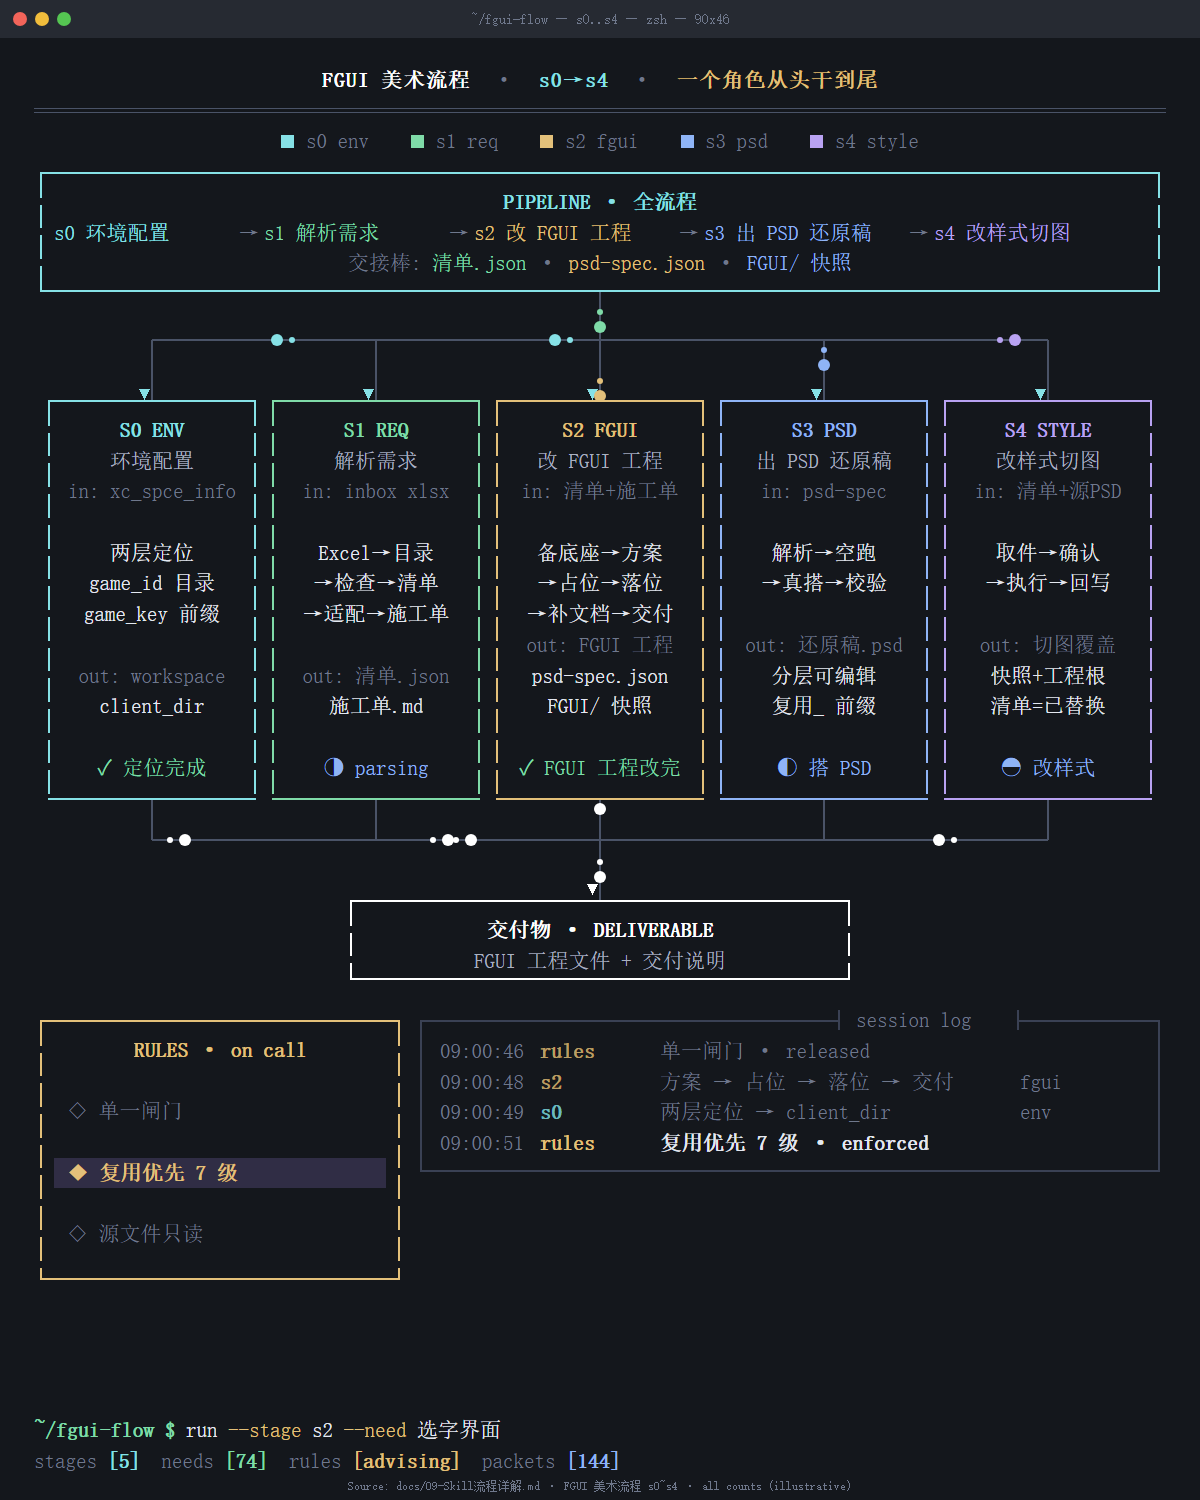 ~/fgui-flow — s0..s4 — zsh — 90x46
FGUI 美术流程 • s0→s4 • 一个角色从头干到尾
s0 env s1 req s2 fgui s3 psd s4 style
PIPELINE • 全流程
s0 环境配置 → s1 解析需求 → s2 改 FGUI 工程 → s3 出 PSD 还原稿 → s4 改样式切图
交接棒: 清单.json • psd-spec.json • FGUI/ 快照
S0 ENV
环境配置
in: xc_spce_info
两层定位
game_id 目录
game_key 前缀
out: workspace
client_dir
✓ 定位完成
S1 REQ
解析需求
in: inbox xlsx
Excel→目录
→检查→清单
→适配→施工单
out: 清单.json
施工单.md
◑ parsing
S2 FGUI
改 FGUI 工程
in: 清单+施工单
备底座→方案
→占位→落位
→补文档→交付
out: FGUI 工程
psd-spec.json
FGUI/ 快照
✓ FGUI 工程改完
S3 PSD
出 PSD 还原稿
in: psd-spec
解析→空跑
→真搭→校验
out: 还原稿.psd
分层可编辑
复用_ 前缀
◐ 搭 PSD
S4 STYLE
改样式切图
in: 清单+源PSD
取件→确认
→执行→回写
out: 切图覆盖
快照+工程根
清单=已替换
◓ 改样式
交付物 • DELIVERABLE
FGUI 工程文件 + 交付说明
RULES • on call
◇ 单一闸门
◆ 复用优先 7 级
◇ 源文件只读
session log
09:00:46 rules 单一闸门 • released
09:00:48 s2 方案 → 占位 → 落位 → 交付 fgui
09:00:49 s0 两层定位 → client_dir env
09:00:51 rules 复用优先 7 级 • enforced
~/fgui-flow $ run --stage s2 --need 选字界面
stages [5] needs [74] rules [advising] packets [144]
Source: docs/09-Skill流程详解.md · FGUI 美术流程 s0~s4 · all counts (illustrative)